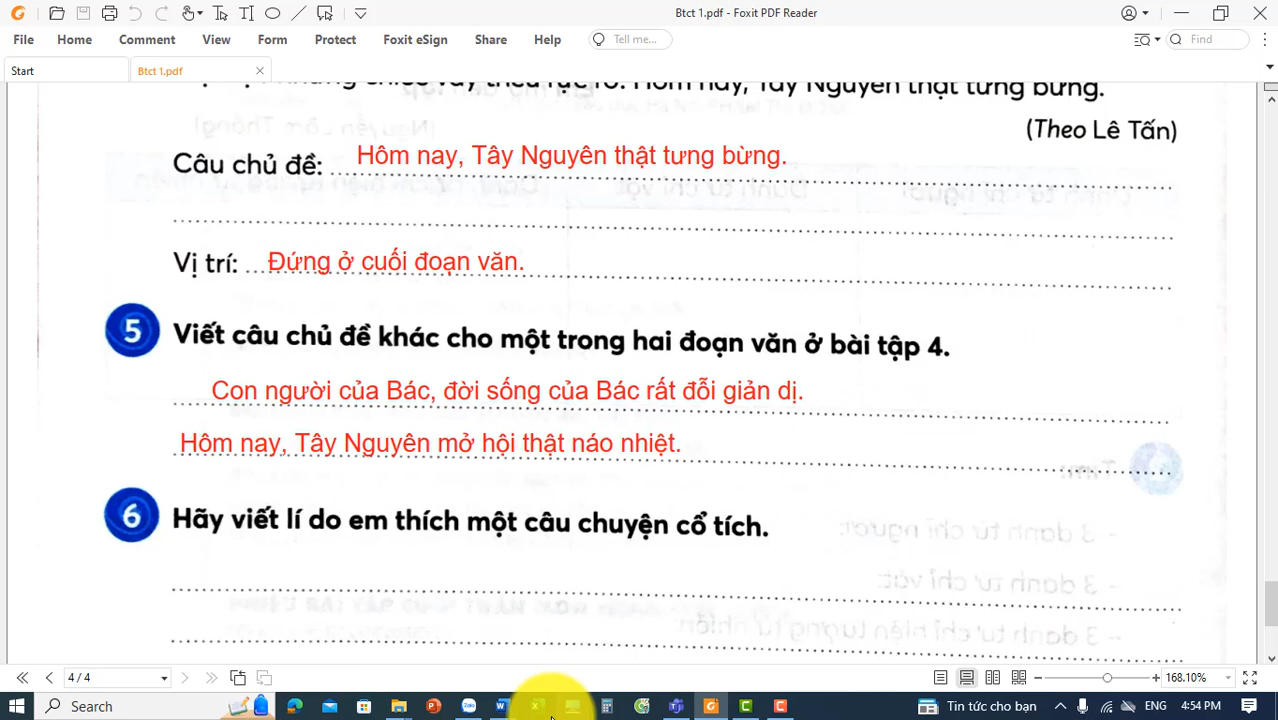 Btct 1.pdf - Foxit PDF Reader
File Home Comment View Form Protect Foxit eSign Share Help Tell me... Find
Start Btct 1.pdf
Hôm nay, Tây Nguyên thật tưng bừng.
(Theo Lê Tấn)
Câu chủ đề: Hôm nay, Tây Nguyên thật tưng bừng.
Vị trí: Đứng ở cuối đoạn văn.
5 Viết câu chủ đề khác cho một trong hai đoạn văn ở bài tập 4.
Con người của Bác, đời sống của Bác rất đỗi giản dị.
Hôm nay, Tây Nguyên mở hội thật náo nhiệt.
6 Hãy viết lí do em thích một câu chuyện cổ tích.
4 / 4 168.10%
Search Tin tức cho bạn ENG 4:54 PM